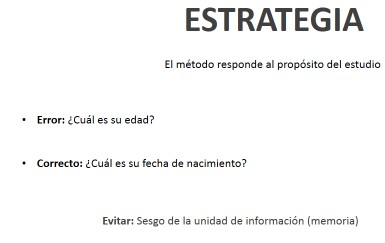 ESTRATEGIA
El método responde al propósito del estudio
• Error: ¿Cuál es su edad?
• Correcto: ¿Cuál es su fecha de nacimiento?
Evitar: Sesgo de la unidad de información (memoria)